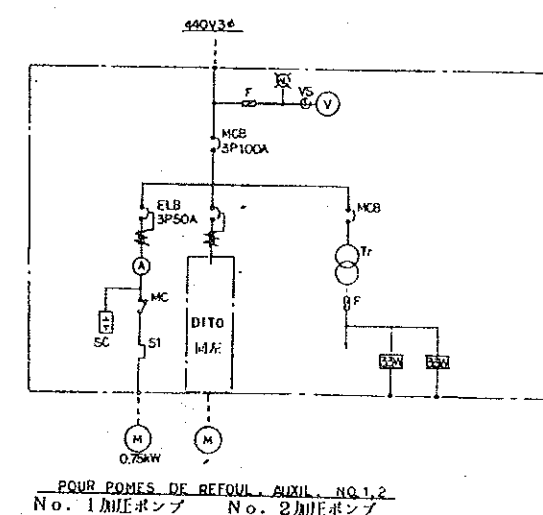 440V3φ
W
F
VS
V
MCB
3P100A
ELB
3P50A
MCB
Tr
A
F
MC
DITO
同左
SC
S1
33W
33W
M
M
0.75kW
POUR POMES DE REFOUL. AUXIL. NO.1,2
No. 1加圧ポンプ No. 2加圧ポンプ